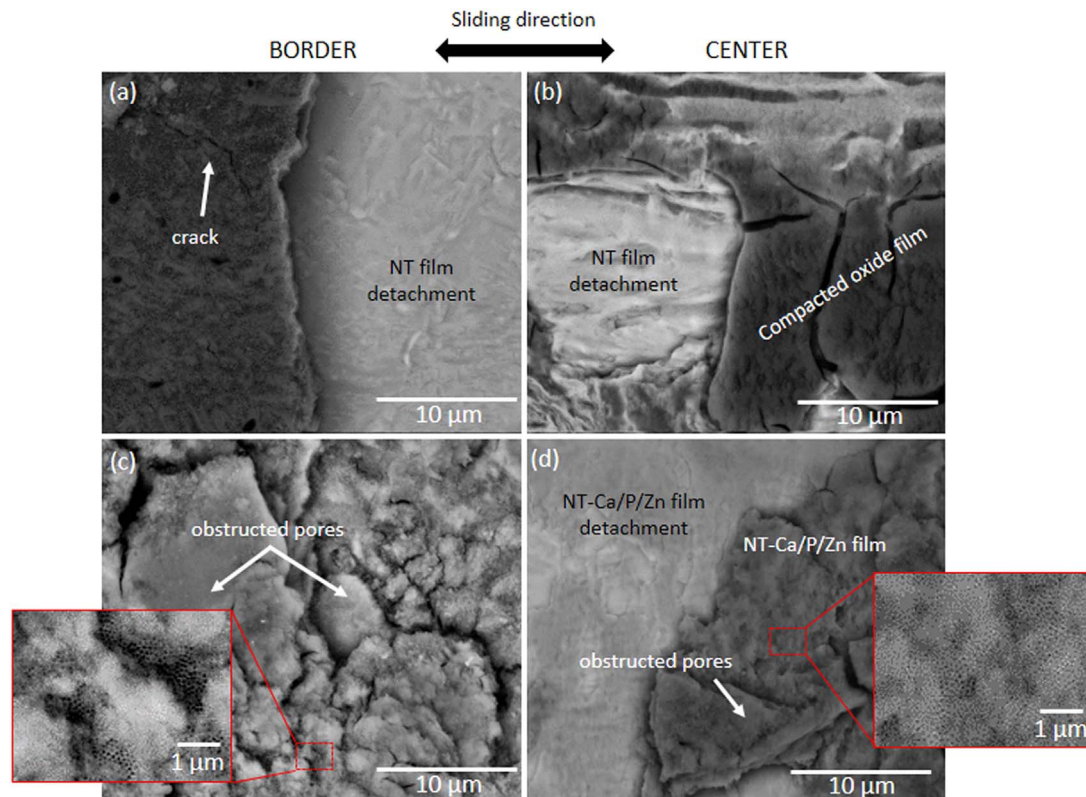 Sliding direction
BORDER
CENTER
(a)
crack
NT film
detachment
10 µm
(b)
NT film
detachment
Compacted oxide film
10 µm
(c)
obstructed pores
1 µm
10 µm
(d)
NT-Ca/P/Zn film
detachment
NT-Ca/P/Zn film
obstructed pores
10 µm
1 µm